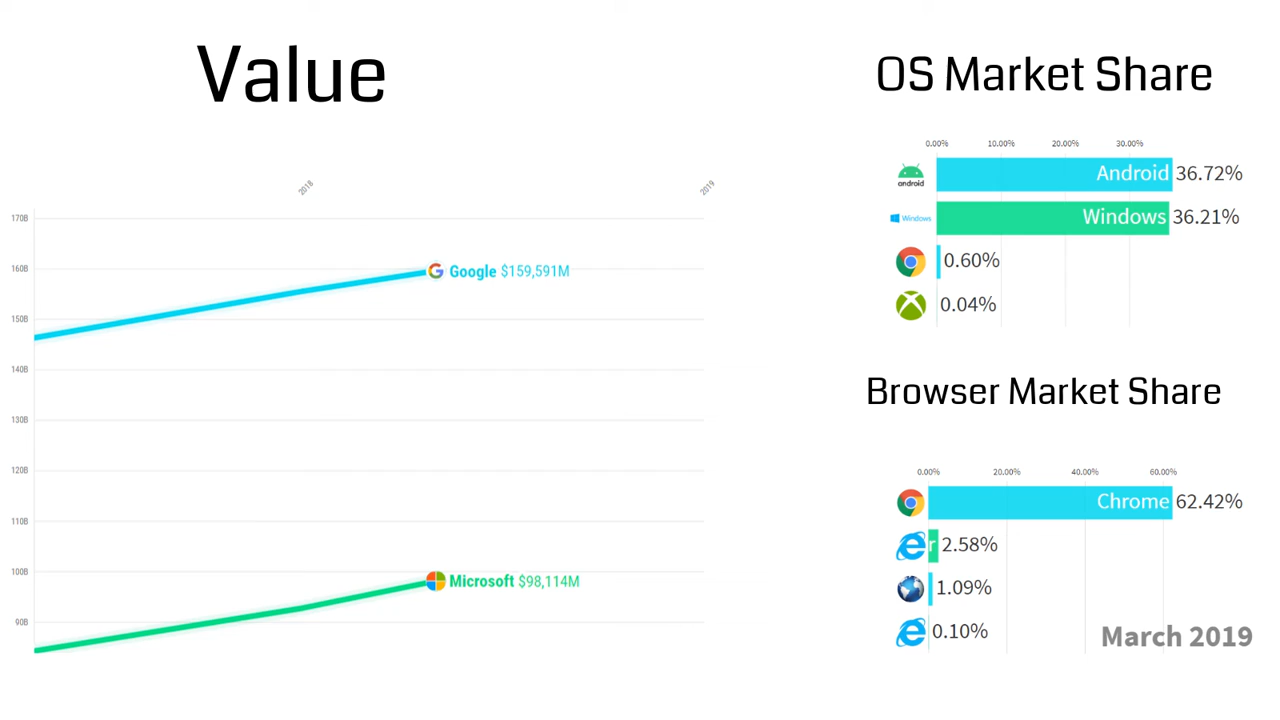 Value
2018
2019
170B
160B
150B
140B
130B
120B
110B
100B
90B
Google $159,591M
Microsoft $98,114M
OS Market Share
0.00% 10.00% 20.00% 30.00%
android
Android 36.72%
Windows
Windows 36.21%
0.60%
0.04%
Browser Market Share
0.00% 20.00% 40.00% 60.00%
Chrome 62.42%
r 2.58%
1.09%
0.10%
March 2019